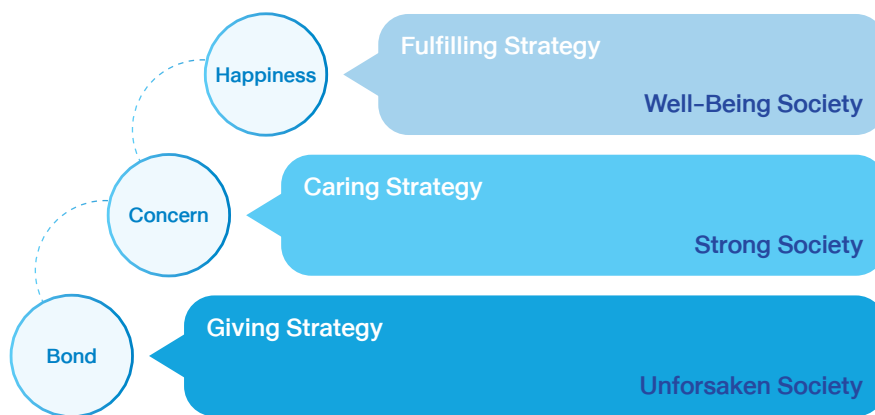 Happiness
Fulfilling Strategy
Well-Being Society
Concern
Caring Strategy
Strong Society
Bond
Giving Strategy
Unforsaken Society